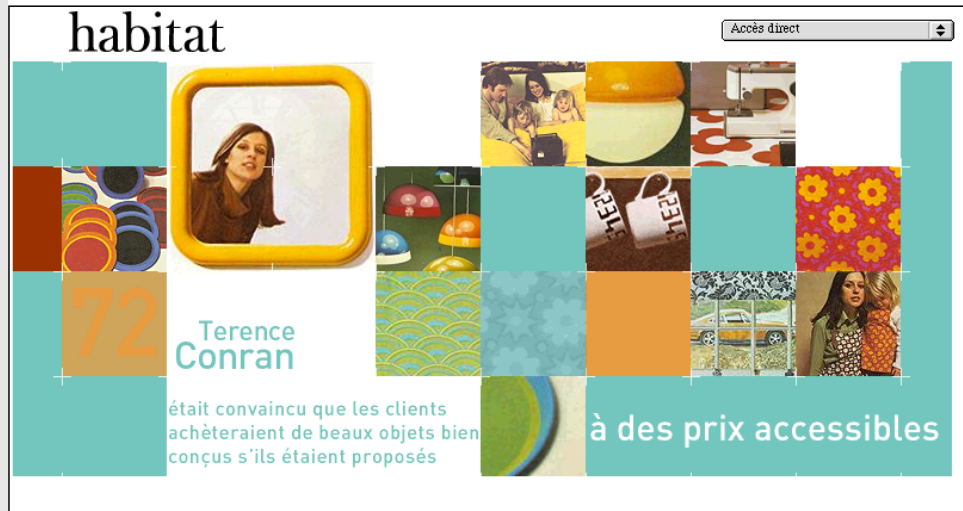 habitat
Accès direct
72
Terence
Conran
était convaincu que les clients
achèteraient de beaux objets bien
conçus s'ils étaient proposés
à des prix accessibles